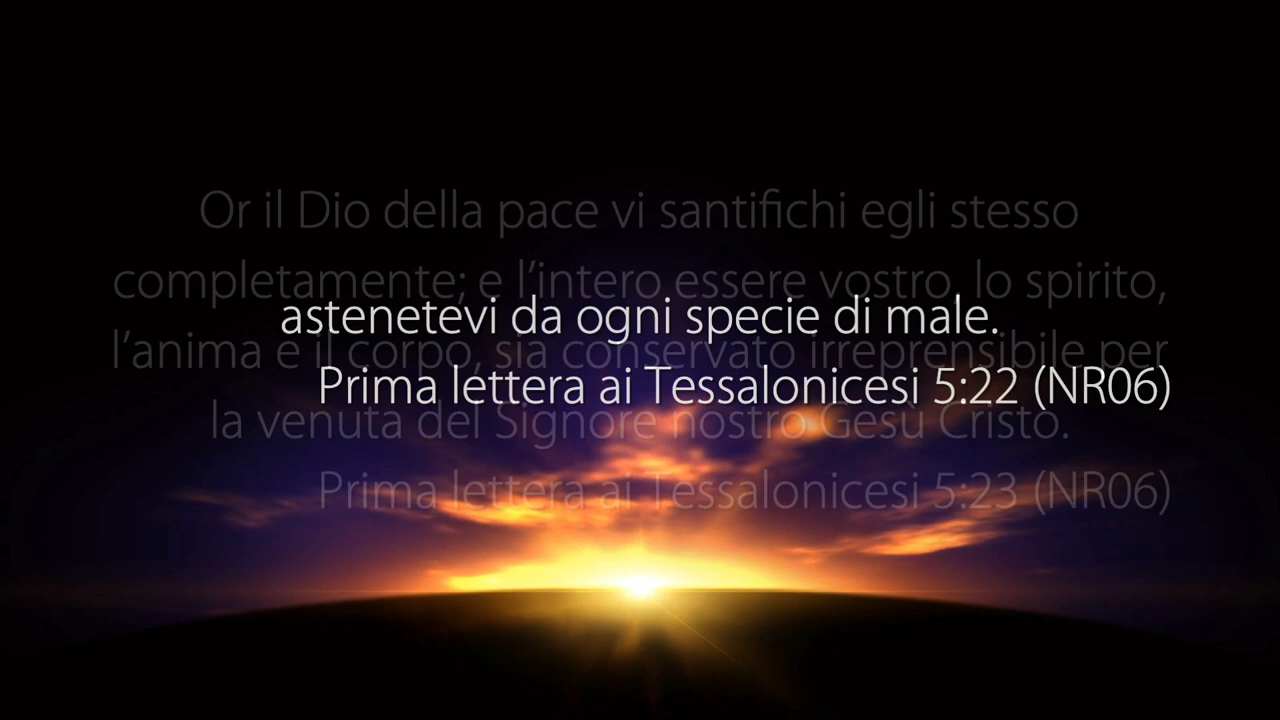 astenetevi da ogni specie di male.
Prima lettera ai Tessalonicesi 5:22 (NR06)
Or il Dio della pace vi santifichi egli stesso
completamente; e l’intero essere vostro, lo spirito,
l’anima e il corpo, sia conservato irreprensibile per
la venuta del Signore nostro Gesù Cristo.
Prima lettera ai Tessalonicesi 5:23 (NR06)